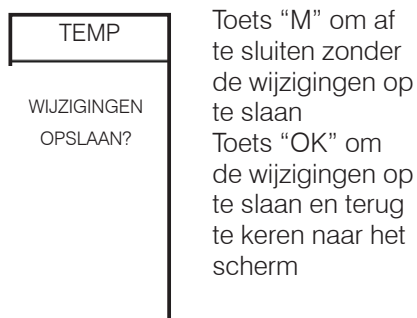 TEMP
WIJZIGINGEN
OPSLAAN?
Toets “M” om af
te sluiten zonder
de wijzigingen op
te slaan
Toets “OK” om
de wijzigingen op
te slaan en terug
te keren naar het
scherm